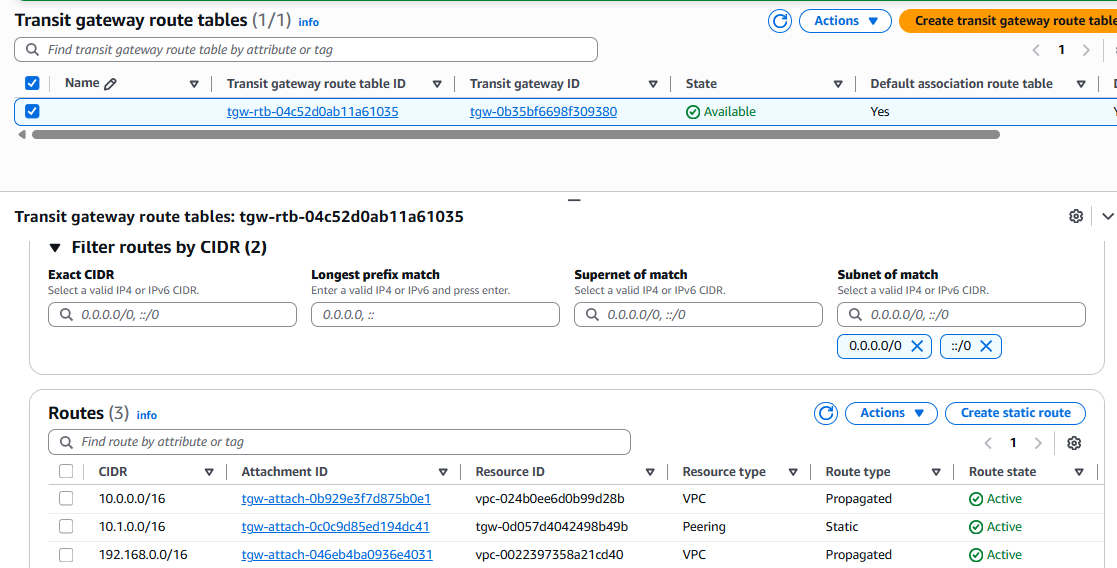 Transit gateway route tables (1/1) info
Actions ▼
Create transit gateway route table
Find transit gateway route table by attribute or tag
1
Name
Transit gateway route table ID
Transit gateway ID
State
Default association route table
tgw-rtb-04c52d0ab11a61035
tgw-0b35bf6698f309380
Available
Yes
Transit gateway route tables: tgw-rtb-04c52d0ab11a61035
Filter routes by CIDR (2)
Exact CIDR
Longest prefix match
Supernet of match
Subnet of match
Select a valid IP4 or IPv6 CIDR.
Enter a valid IP4 or IPv6 and press enter.
Select a valid IP4 or IPv6 CIDR.
Select a valid IP4 or IPv6 CIDR.
0.0.0.0/0, ::/0
0.0.0.0, ::
0.0.0.0/0, ::/0
0.0.0.0/0, ::/0
0.0.0.0/0
::/0
Routes (3) info
Actions ▼
Create static route
Find route by attribute or tag
1
CIDR
Attachment ID
Resource ID
Resource type
Route type
Route state
10.0.0.0/16
tgw-attach-0b929e3f7d875b0e1
vpc-024b0ee6d0b99d28b
VPC
Propagated
Active
10.1.0.0/16
tgw-attach-0c0c9d85ed194dc41
tgw-0d057d4042498b49b
Peering
Static
Active
192.168.0.0/16
tgw-attach-046eb4ba0936e4031
vpc-0022397358a21cd40
VPC
Propagated
Active